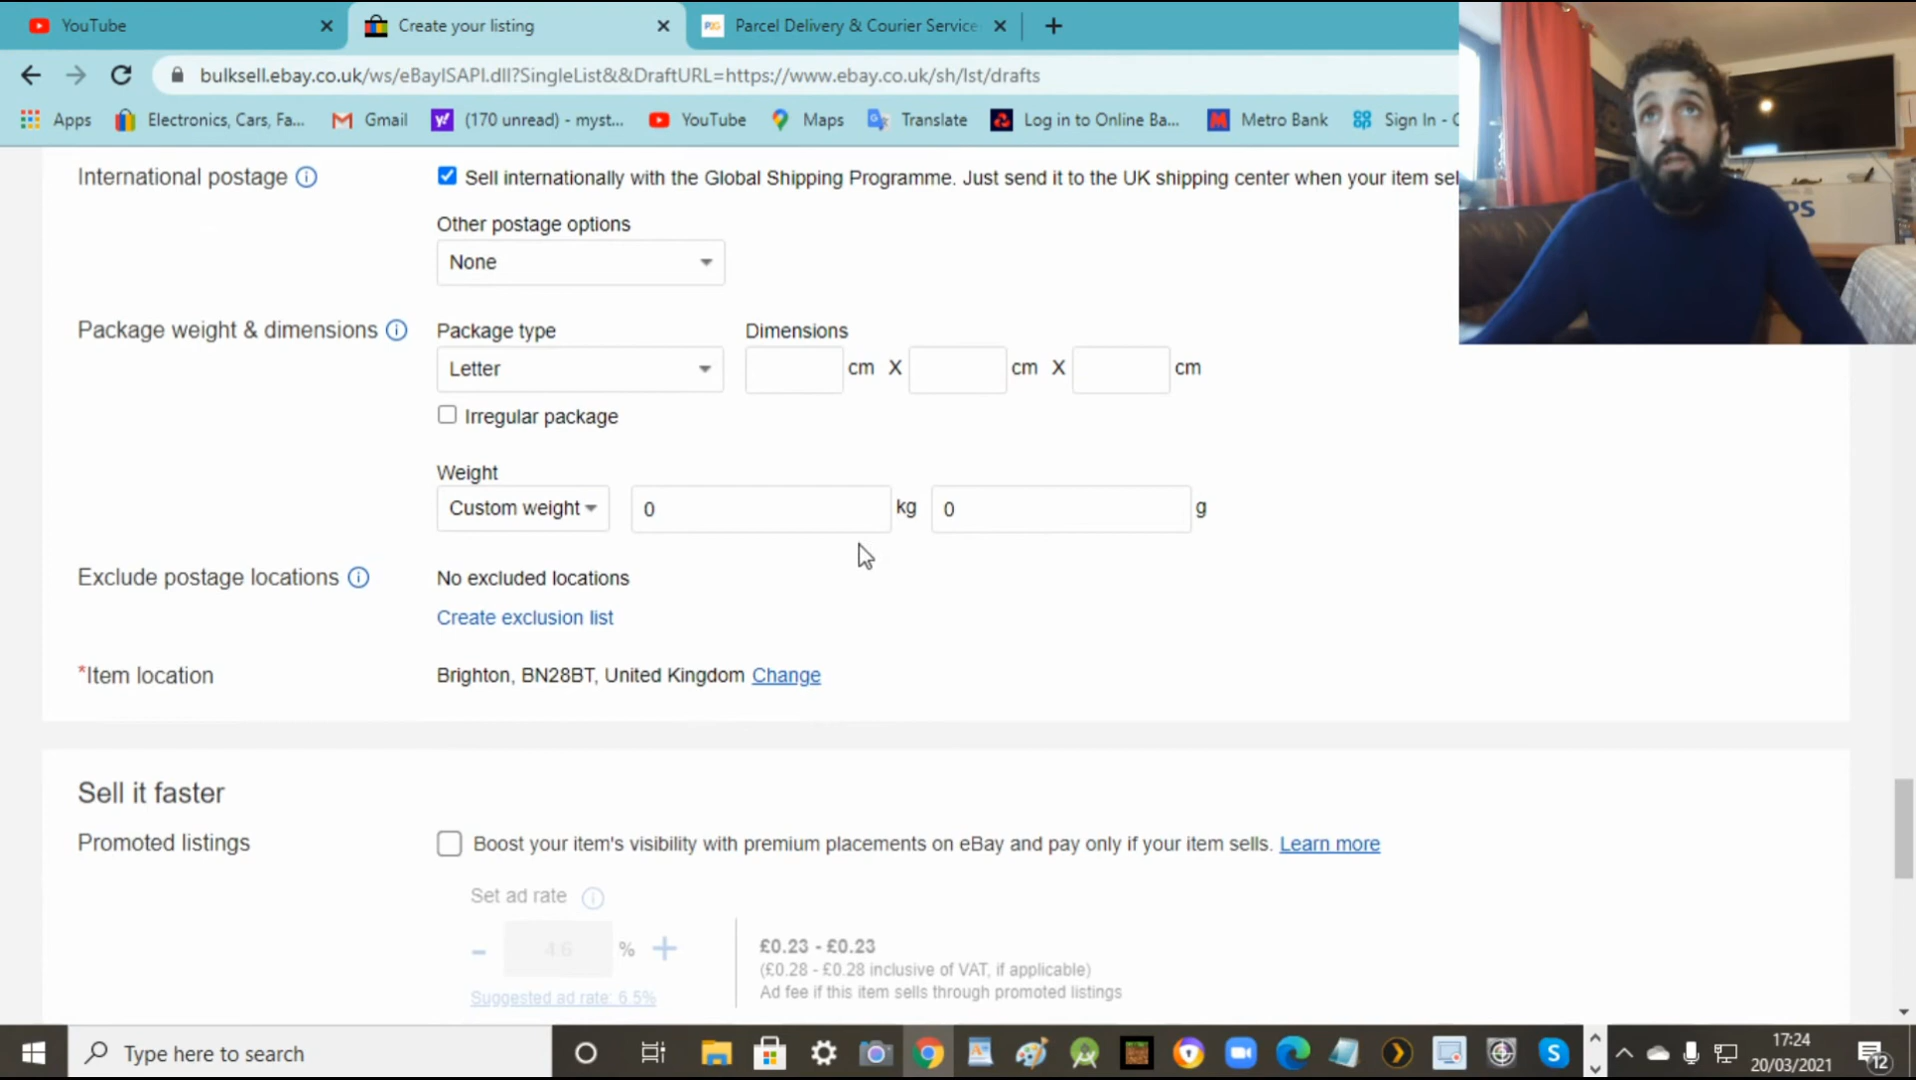 YouTube
Create your listing
Parcel Delivery & Courier Service
bulksell.ebay.co.uk/ws/eBayISAPI.dll?SingleList&&DraftURL=https://www.ebay.co.uk/sh/lst/drafts
Apps
Electronics, Cars, Fa...
Gmail
(170 unread) - myst...
YouTube
Maps
Translate
Log in to Online Ba...
Metro Bank
Sign In -
International postage
Sell internationally with the Global Shipping Programme. Just send it to the UK shipping center when your item sel
Other postage options
None
Package weight & dimensions
Package type
Dimensions
Letter
cm X cm X cm
Irregular package
Weight
Custom weight
0 kg 0 g
Exclude postage locations
No excluded locations
Create exclusion list
*Item location
Brighton, BN28BT, United Kingdom Change
Sell it faster
Promoted listings
Boost your item's visibility with premium placements on eBay and pay only if your item sells. Learn more
Set ad rate
- 4.6 % +
£0.23 - £0.23
(£0.28 - £0.28 inclusive of VAT, if applicable)
Ad fee if this item sells through promoted listings
Suggested ad rate: 6.5%
Type here to search
17:24
20/03/2021
12